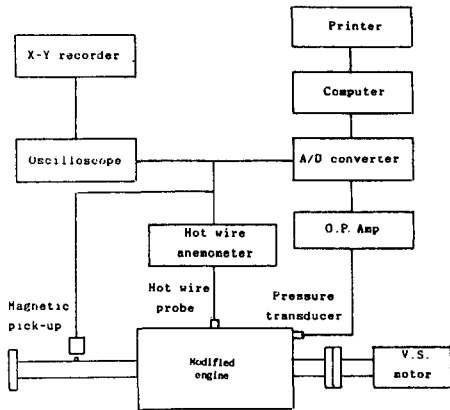 Printer
X-Y recorder
Computer
Oscilloscope
A/D converter
O.P. Amp
Hot wire
anemometer
Magnetic
pick-up
Hot wire
probe
Pressure
transducer
Modified
engine
V.S.
motor